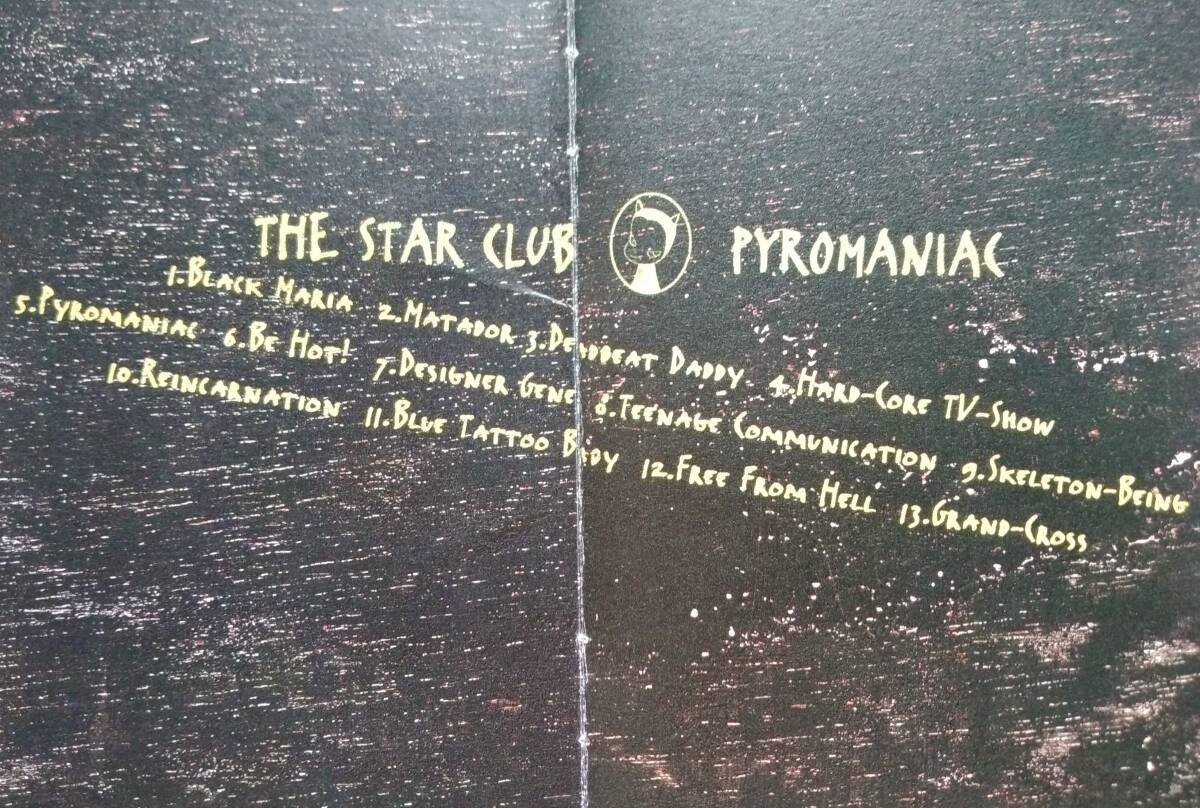 THE STAR CLUB PYROMANIAC
1.BLACK MARIA 2.MATADOR 3.DEADBEAT DADDY 4.HARD-CORE TV-SHOW
5.PYROMANIAC 6.BE HOT! 7.DESIGNER GENE 8.TEENAGE COMMUNICATION 9.SKELETON-BEING
10.REINCARNATION 11.BLUE TATTOO BADY 12.FREE FROM HELL 13.GRAND-CROSS